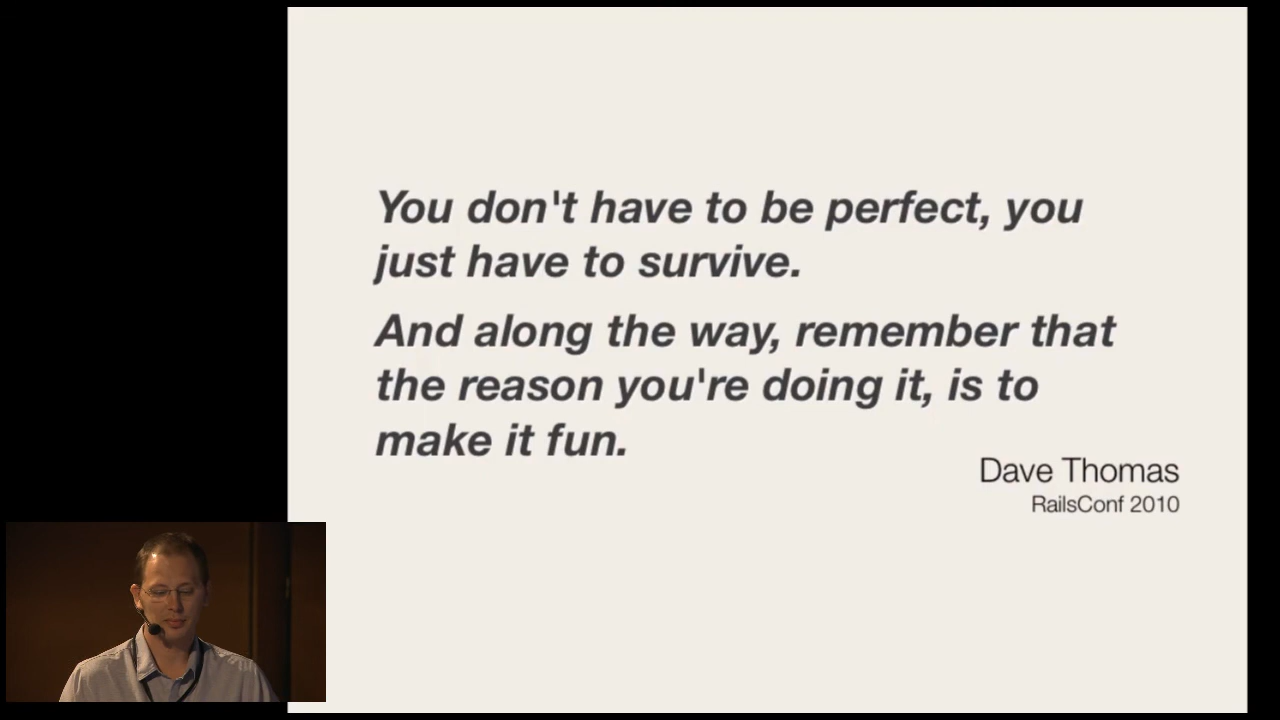 You don't have to be perfect, you
just have to survive.
And along the way, remember that
the reason you're doing it, is to
make it fun.
Dave Thomas
RailsConf 2010